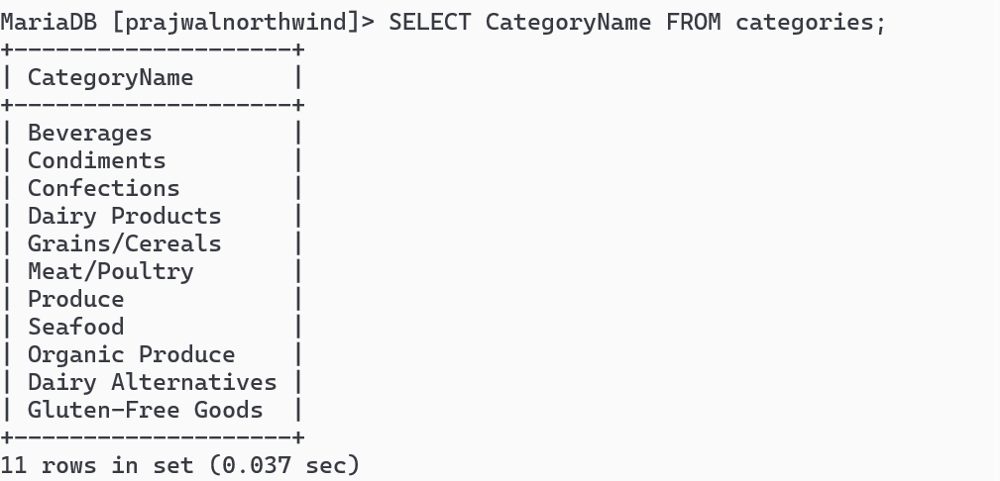 MariaDB [prajwalnorthwind]> SELECT CategoryName FROM categories;
+--------------------+
| CategoryName       |
+--------------------+
| Beverages          |
| Condiments         |
| Confections        |
| Dairy Products     |
| Grains/Cereals     |
| Meat/Poultry       |
| Produce            |
| Seafood            |
| Organic Produce    |
| Dairy Alternatives |
| Gluten-Free Goods  |
+--------------------+
11 rows in set (0.037 sec)